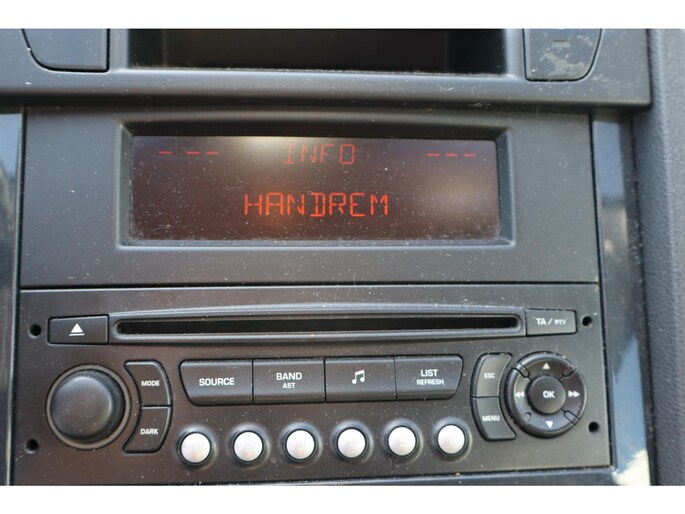 - -- INFO ---
HANDREM
TA / PTY
MODE
SOURCE
BAND
AST
LIST
REFRESH
ESC
OK
DARK
MENU